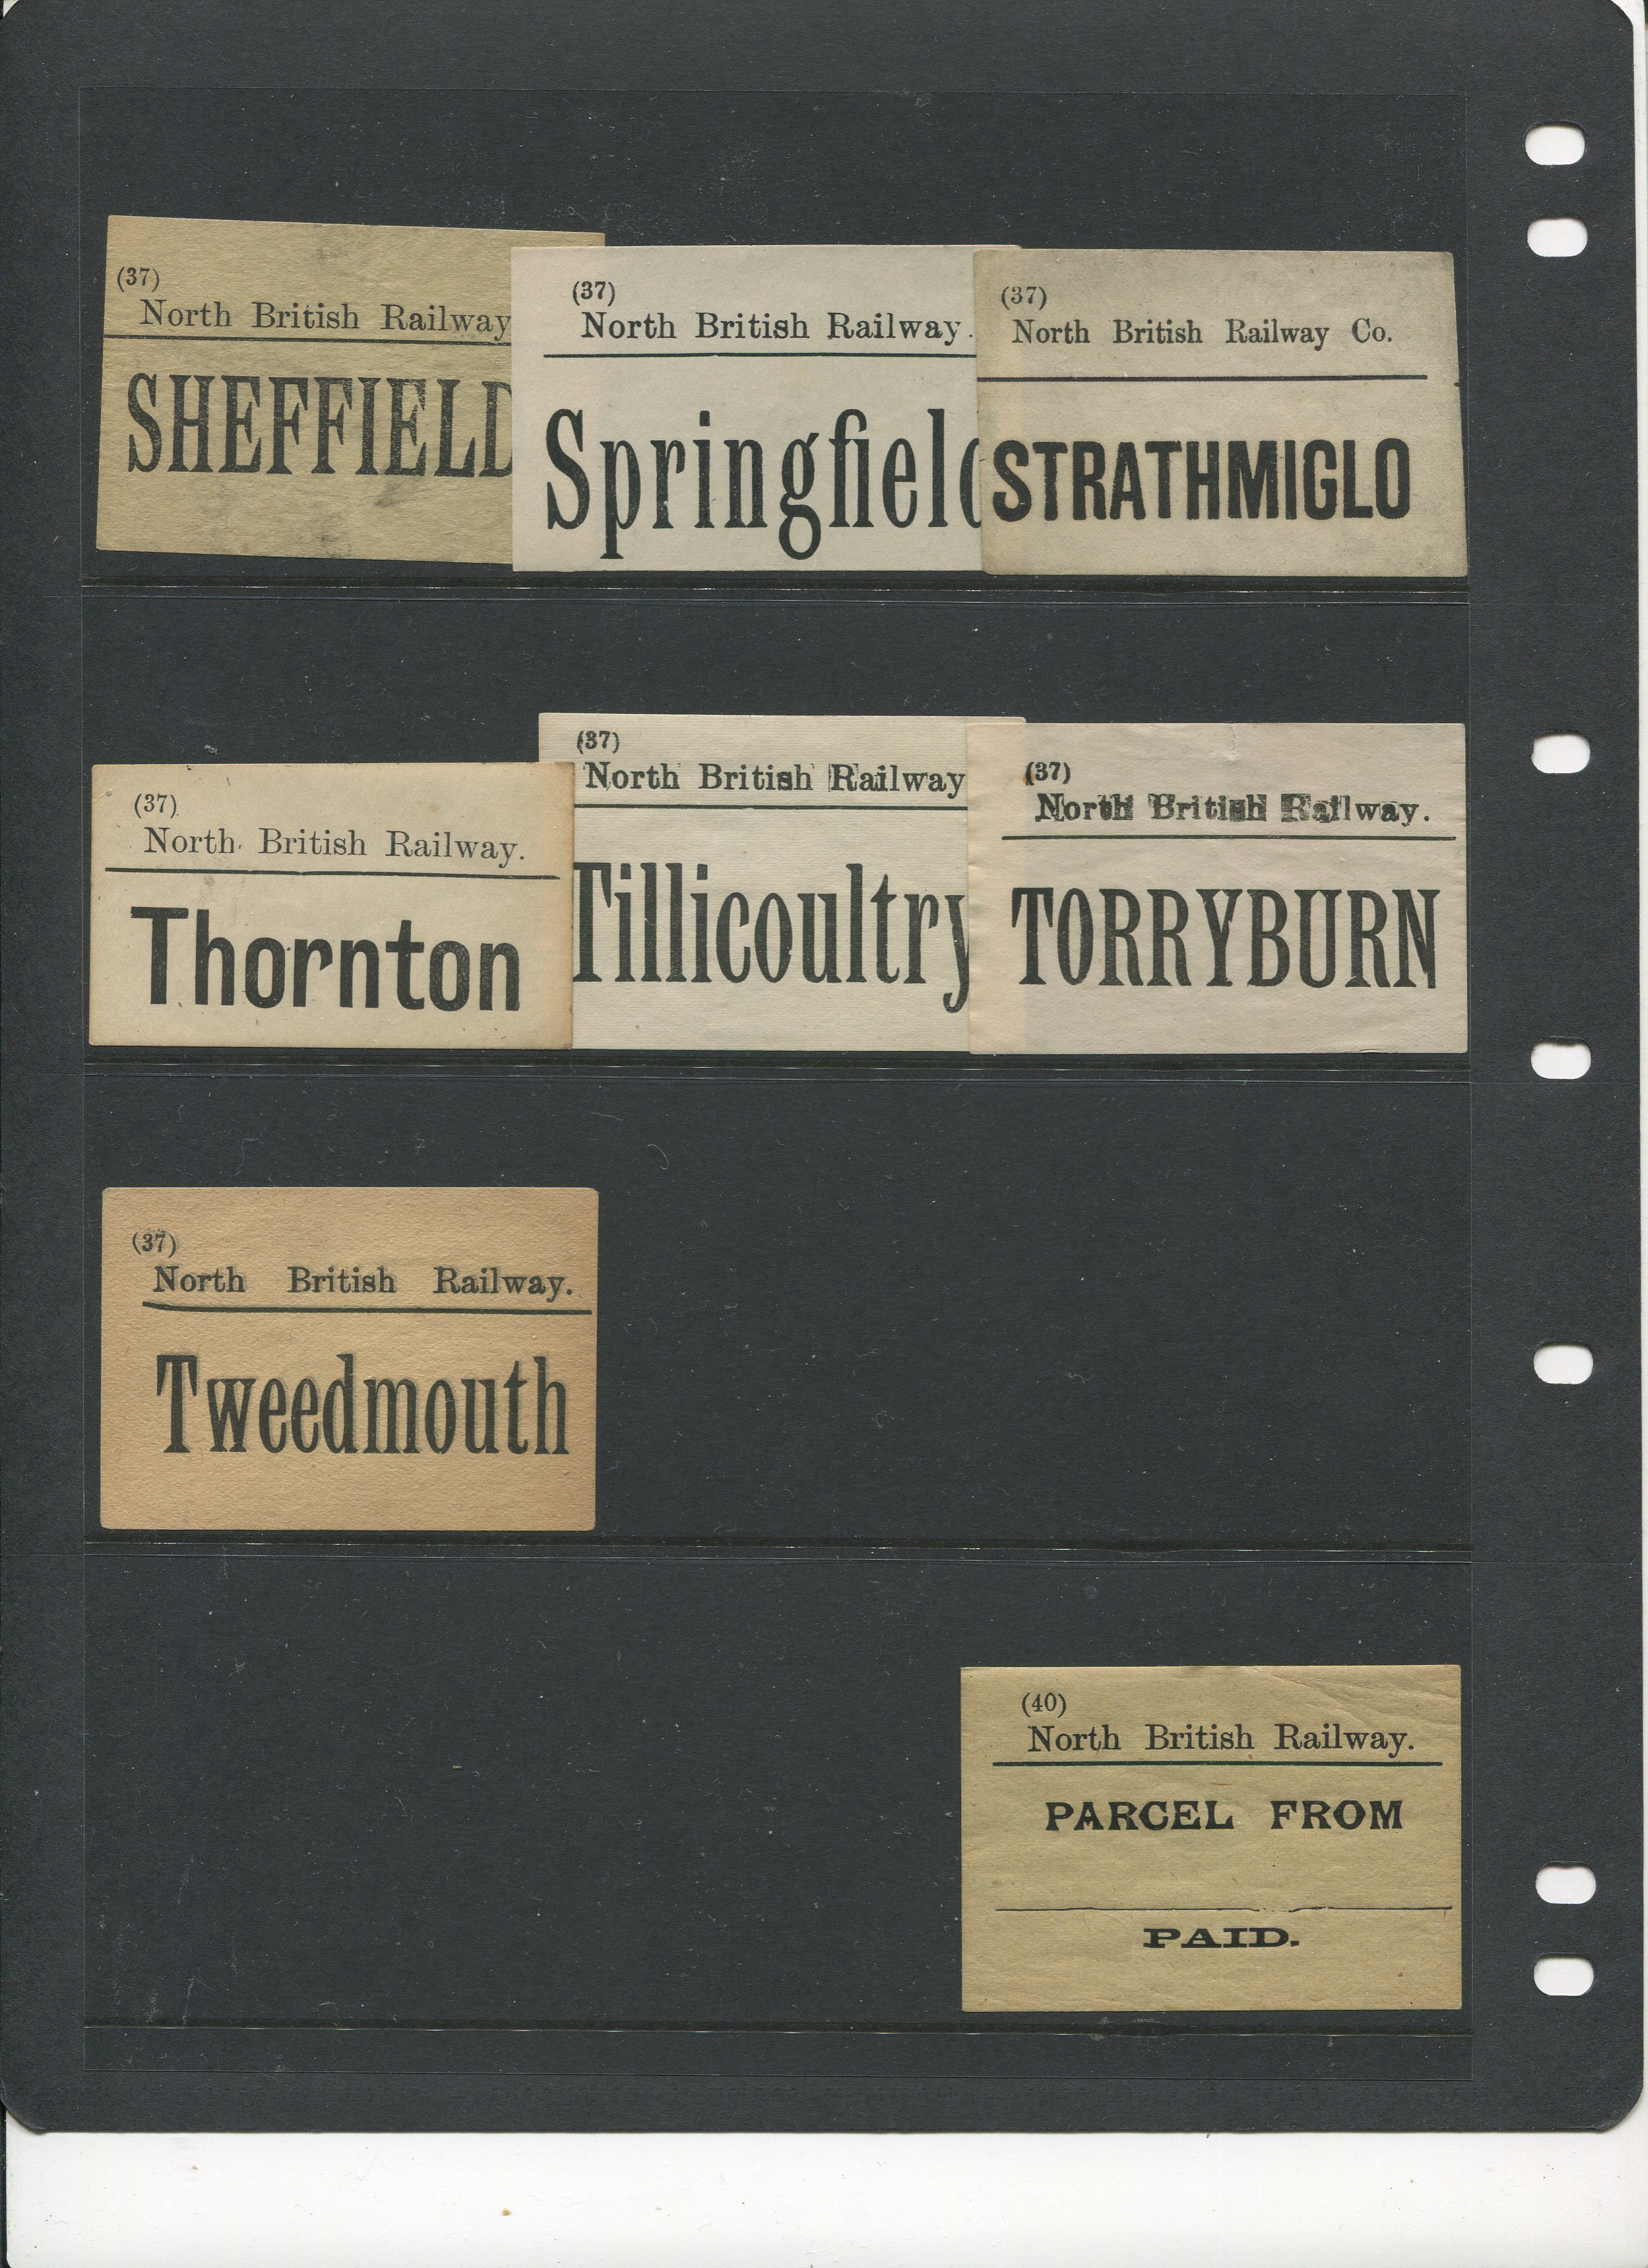 (37)
North British Railway
SHEFFIELD
(37)
North British Railway.
Springfield
(37)
North British Railway Co.
STRATHMIGLO
(37)
North British Railway.
Thornton
(37)
North British Railway
Tillicoultry
(37)
North British Railway.
TORRYBURN
(37)
North British Railway.
Tweedmouth
(40)
North British Railway.
PARCEL FROM
PAID.